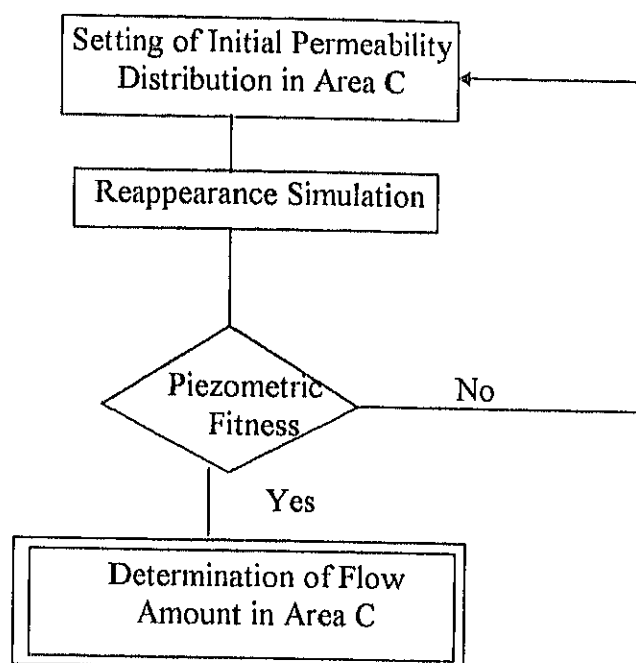 Setting of Initial Permeability
Distribution in Area C
Reappearance Simulation
Piezometric
Fitness
No
Yes
Determination of Flow
Amount in Area C